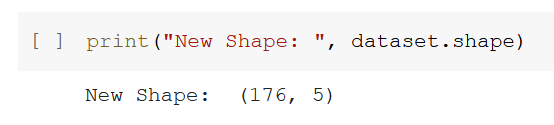 [ ] print("New Shape: ", dataset.shape)
New Shape:  (176, 5)